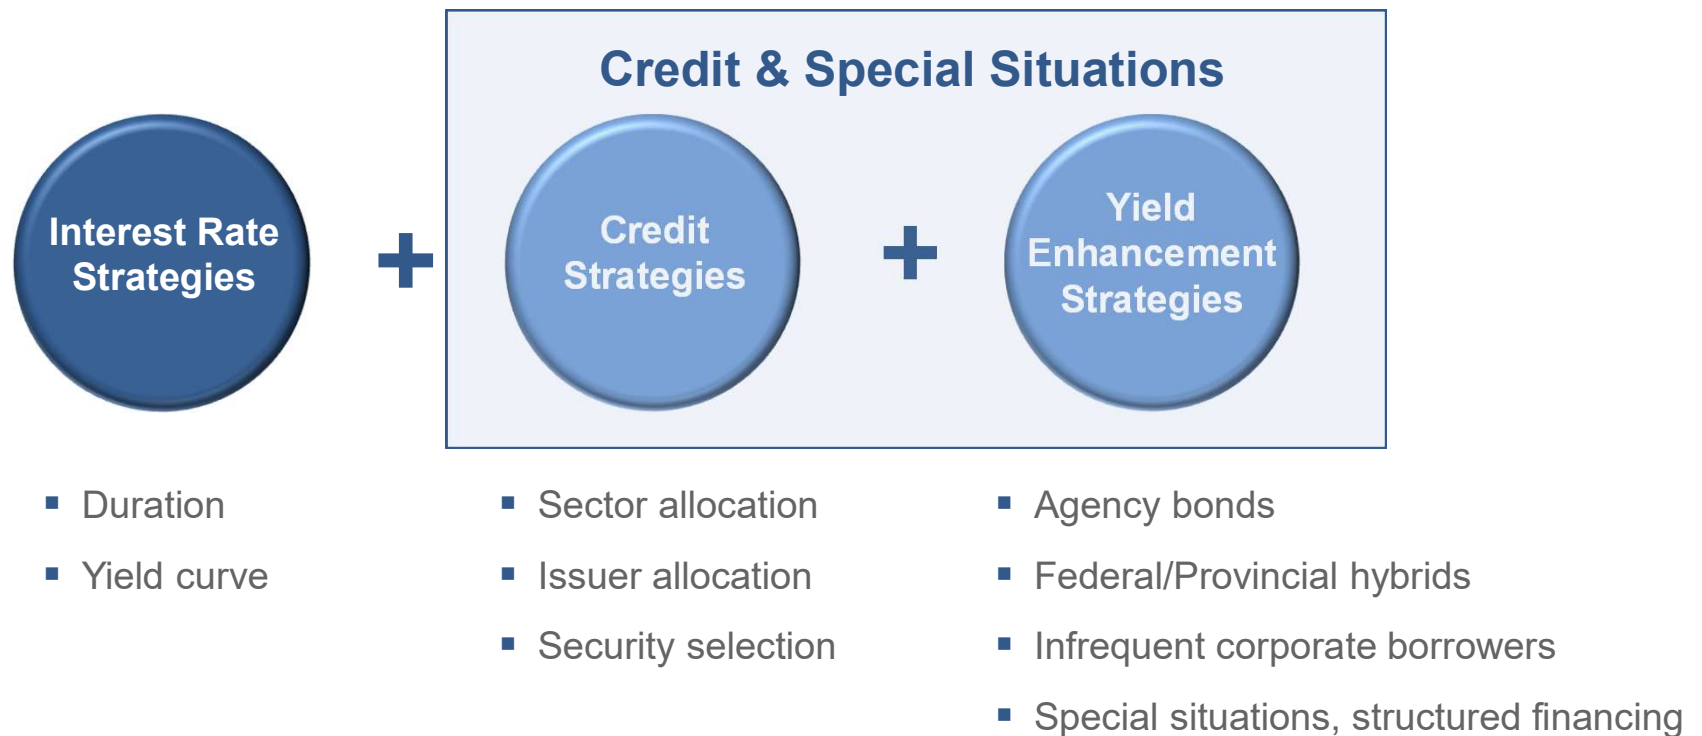 Credit & Special Situations
Interest Rate
Strategies
+
Credit
Strategies
+
Yield
Enhancement
Strategies
▪ Duration
▪ Yield curve
▪ Sector allocation
▪ Issuer allocation
▪ Security selection
▪ Agency bonds
▪ Federal/Provincial hybrids
▪ Infrequent corporate borrowers
▪ Special situations, structured financing